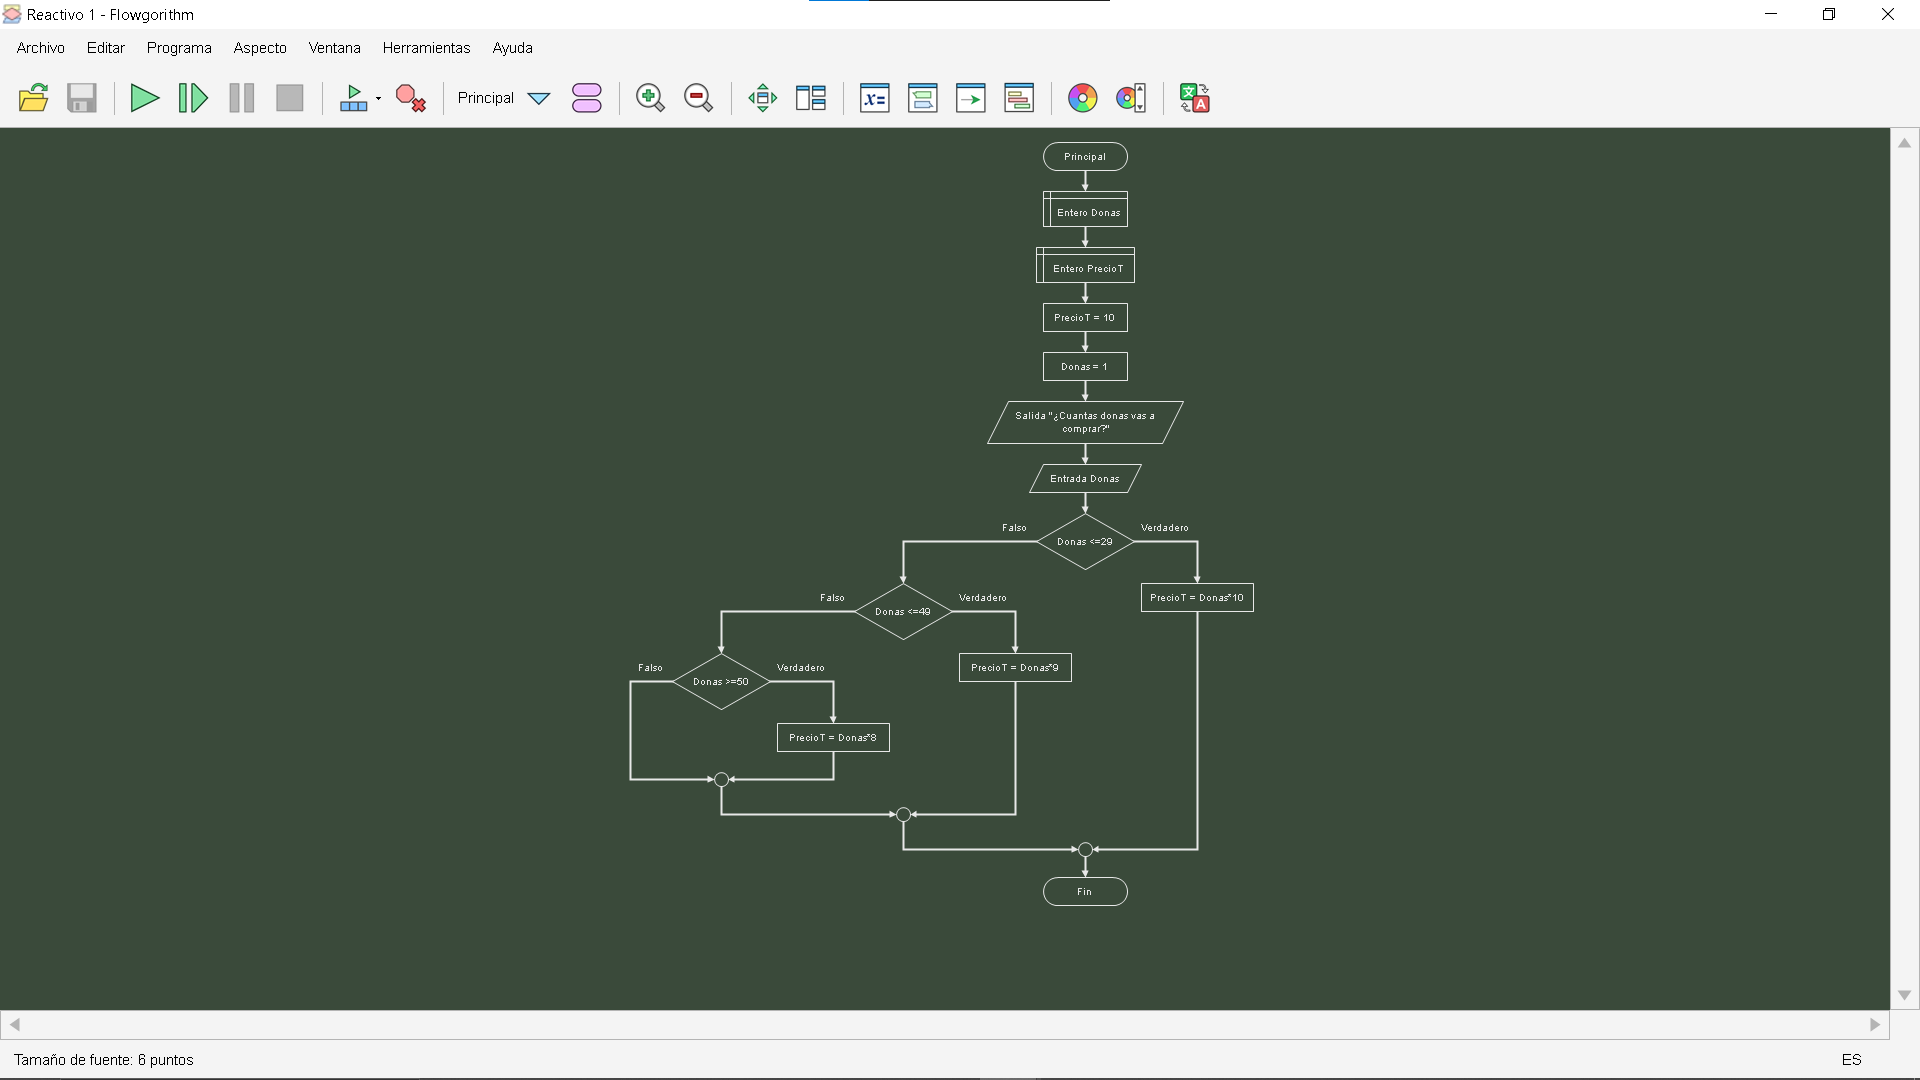 Reactivo 1 - Flowgorithm
Archivo Editar Programa Aspecto Ventana Herramientas Ayuda
Principal
x=
文
A
Principal
Entero Donas
Entero PrecioT
PrecioT = 10
Donas = 1
Salida "¿Cuantas donas vas a
comprar?"
Entrada Donas
Falso Donas <=29 Verdadero
Falso Donas <=49 Verdadero
PrecioT = Donas*10
Falso Donas >=50 Verdadero
PrecioT = Donas*9
PrecioT = Donas*8
Fin
Tamaño de fuente: 6 puntos
ES